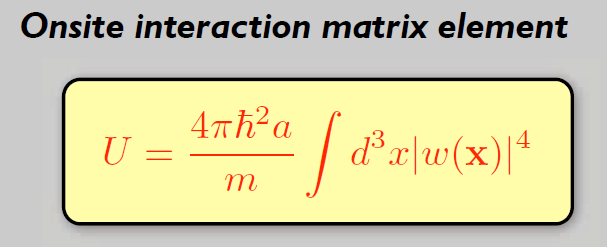 Onsite interaction matrix element
U = \frac{4\pi\hbar^2 a}{m} \int d^3x|w(\mathbf{x})|^4